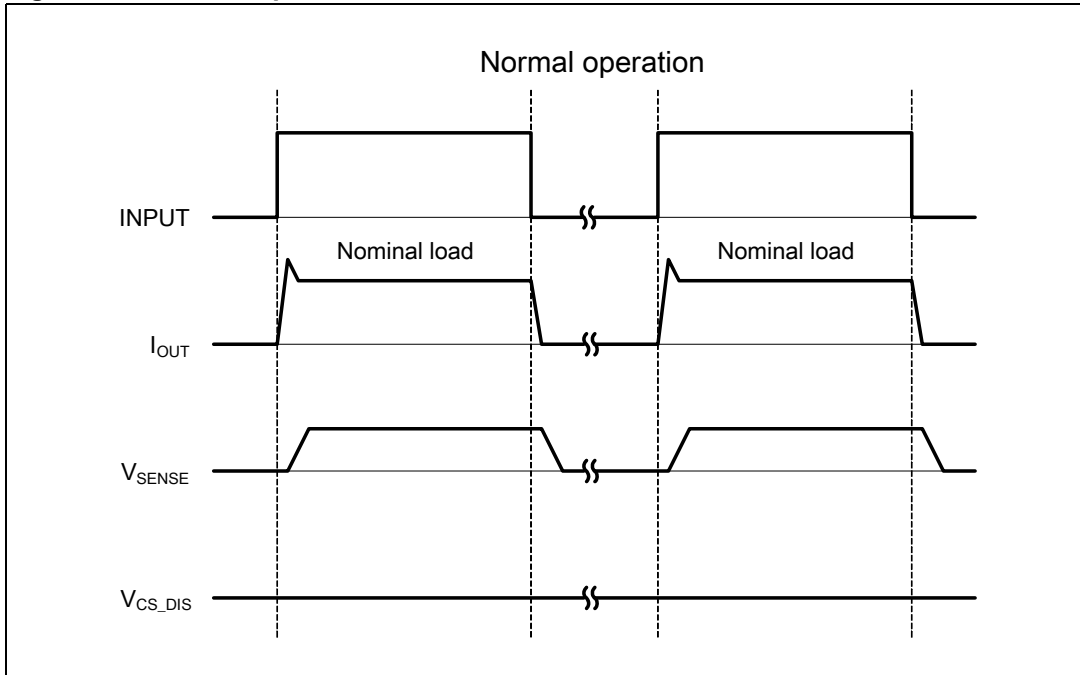 Normal operation
INPUT
Nominal load
Nominal load
IOUT
VSENSE
VCS_DIS